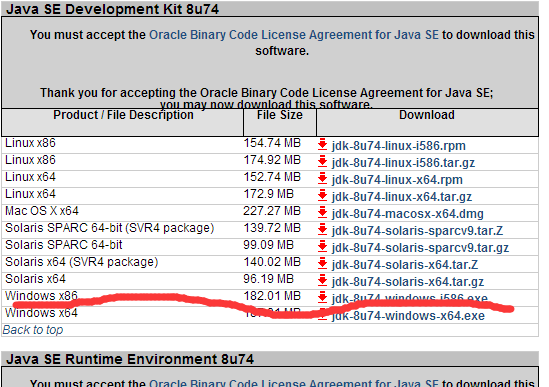 Java SE Development Kit 8u74
You must accept the Oracle Binary Code License Agreement for Java SE to download this
software.
Thank you for accepting the Oracle Binary Code License Agreement for Java SE;
you may now download this software.
Product / File Description File Size Download
Linux x86 154.74 MB jdk-8u74-linux-i586.rpm
Linux x86 174.92 MB jdk-8u74-linux-i586.tar.gz
Linux x64 152.74 MB jdk-8u74-linux-x64.rpm
Linux x64 172.9 MB jdk-8u74-linux-x64.tar.gz
Mac OS X x64 227.27 MB jdk-8u74-macosx-x64.dmg
Solaris SPARC 64-bit (SVR4 package) 139.72 MB jdk-8u74-solaris-sparcv9.tar.Z
Solaris SPARC 64-bit 99.09 MB jdk-8u74-solaris-sparcv9.tar.gz
Solaris x64 (SVR4 package) 140.02 MB jdk-8u74-solaris-x64.tar.Z
Solaris x64 96.19 MB jdk-8u74-solaris-x64.tar.gz
Windows x86 182.01 MB jdk-8u74-windows-i586.exe
Windows x64 MB jdk-8u74-windows-x64.exe
Back to top
Java SE Runtime Environment 8u74
You must accept the Oracle Binary Code License Agreement for Java SE to download this